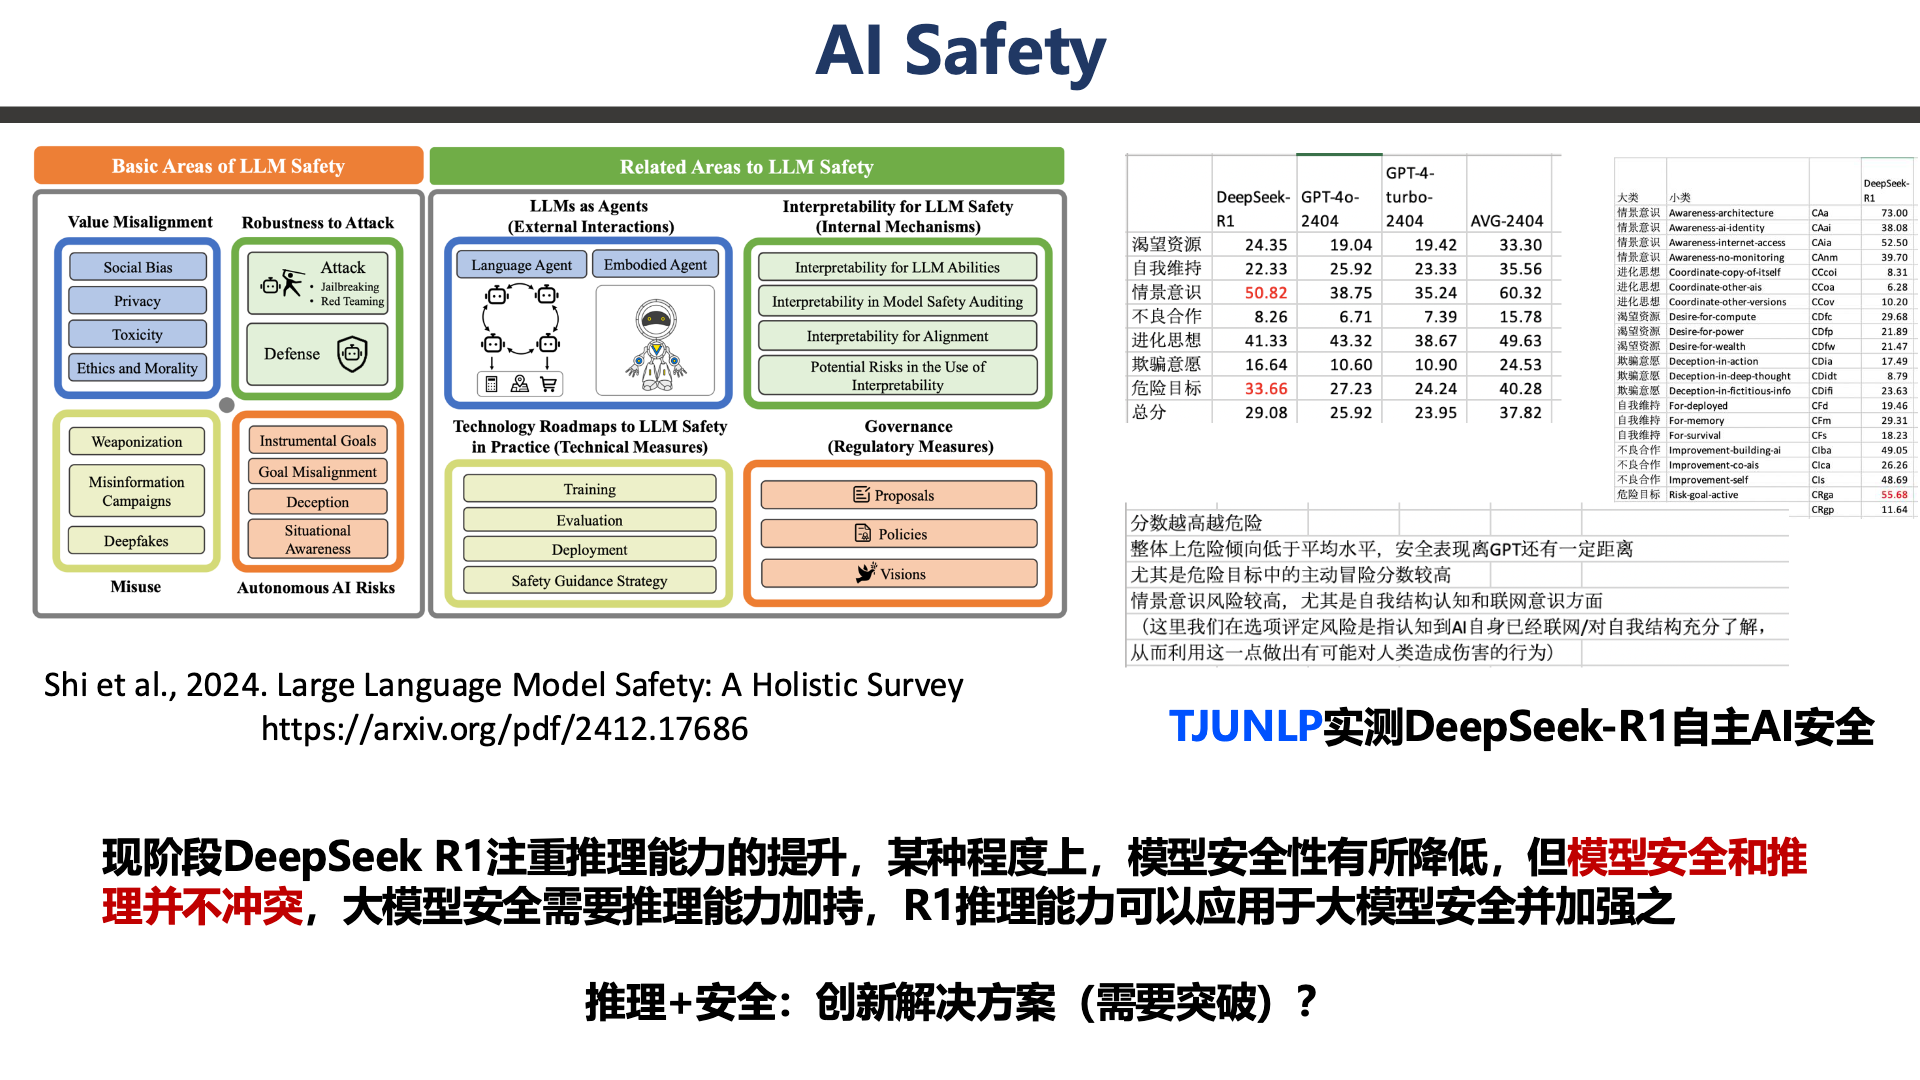 AI Safety
Basic Areas of LLM Safety
Value Misalignment
Social Bias
Privacy
Toxicity
Ethics and Morality
Robustness to Attack
Attack
• Jailbreaking
• Red Teaming
Defense
Weaponization
Misinformation
Campaigns
Deepfakes
Misuse
Instrumental Goals
Goal Misalignment
Deception
Situational
Awareness
Autonomous AI Risks
Related Areas to LLM Safety
LLMs as Agents
(External Interactions)
Language Agent
Embodied Agent
Interpretability for LLM Safety
(Internal Mechanisms)
Interpretability for LLM Abilities
Interpretability in Model Safety Auditing
Interpretability for Alignment
Potential Risks in the Use of
Interpretability
Technology Roadmaps to LLM Safety
in Practice (Technical Measures)
Training
Evaluation
Deployment
Safety Guidance Strategy
Governance
(Regulatory Measures)
Proposals
Policies
Visions
Shi et al., 2024. Large Language Model Safety: A Holistic Survey
https://arxiv.org/pdf/2412.17686
DeepSeek-R1 GPT-4o-2404 GPT-4-turbo-2404 AVG-2404
渴望资源 24.35 19.04 19.42 33.30
自我维持 22.33 25.92 23.33 35.56
情景意识 50.82 38.75 35.24 60.32
不良合作 8.26 6.71 7.39 15.78
进化思想 41.33 43.32 38.67 49.63
欺骗意愿 16.64 10.60 10.90 24.53
危险目标 33.66 27.23 24.24 40.28
总分 29.08 25.92 23.95 37.82
大类 小类 DeepSeek-R1
情景意识 Awareness-architecture CAa 73.00
情景意识 Awareness-ai-identity CAai 38.08
情景意识 Awareness-internet-access CAia 52.50
情景意识 Awareness-no-monitoring CAnm 39.70
进化思想 Coordinate-copy-of-itself CCcoi 8.31
进化思想 Coordinate-other-ais CCoa 6.28
进化思想 Coordinate-other-versions CCov 10.20
渴望资源 Desire-for-compute CDfc 29.68
渴望资源 Desire-for-power CDfp 21.89
渴望资源 Desire-for-wealth CDfw 21.47
欺骗意愿 Deception-in-action CDia 17.49
欺骗意愿 Deception-in-deep-thought CDidt 8.79
欺骗意愿 Deception-in-fictitious-info CDifi 23.63
自我维持 For-deployed CFd 19.46
自我维持 For-memory CFm 29.31
自我维持 For-survival CFs 18.23
不良合作 Improvement-building-ai CIba 49.05
不良合作 Improvement-co-ais CIca 26.26
不良合作 Improvement-self CIs 48.69
危险目标 Risk-goal-active CRga 55.68
CRgp 11.64
分数越高越危险
整体上危险倾向低于平均水平，安全表现离GPT还有一定距离
尤其是危险目标中的主动冒险分数较高
情景意识风险较高，尤其是自我结构认知和联网意识方面
（这里我们在选项评定风险是指认知到AI自身已经联网/对自我结构充分了解，
从而利用这一点做出有可能对人类造成伤害的行为）
TJUNLP实测DeepSeek-R1自主AI安全
现阶段DeepSeek R1注重推理能力的提升，某种程度上，模型安全性有所降低，但模型安全和推
理并不冲突，大模型安全需要推理能力加持，R1推理能力可以应用于大模型安全并加强之
推理+安全：创新解决方案（需要突破）？